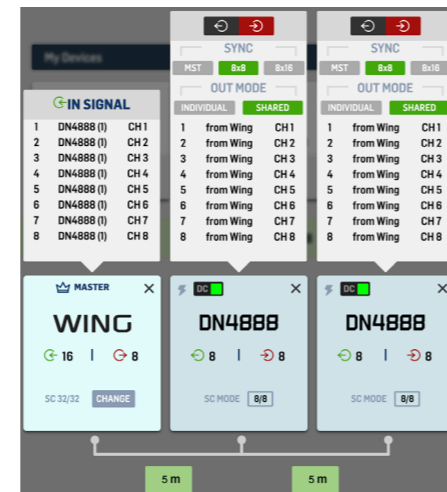 My Devices
IN SIGNAL
1 DN4888 (1) CH 1
2 DN4888 (1) CH 2
3 DN4888 (1) CH 3
4 DN4888 (1) CH 4
5 DN4888 (1) CH 5
6 DN4888 (1) CH 6
7 DN4888 (1) CH 7
8 DN4888 (1) CH 8
MASTER
WING
16 | 8
SC 32/32 CHANGE
SYNC
MST 8x8 8x16
OUT MODE
INDIVIDUAL SHARED
1 from Wing CH 1
2 from Wing CH 2
3 from Wing CH 3
4 from Wing CH 4
5 from Wing CH 5
6 from Wing CH 6
7 from Wing CH 7
8 from Wing CH 8
DC
DN4888
8 | 8
SC MODE 8/8
SYNC
MST 8x8 8x16
OUT MODE
INDIVIDUAL SHARED
1 from Wing CH 1
2 from Wing CH 2
3 from Wing CH 3
4 from Wing CH 4
5 from Wing CH 5
6 from Wing CH 6
7 from Wing CH 7
8 from Wing CH 8
DC
DN4888
8 | 8
SC MODE 8/8
5 m
5 m